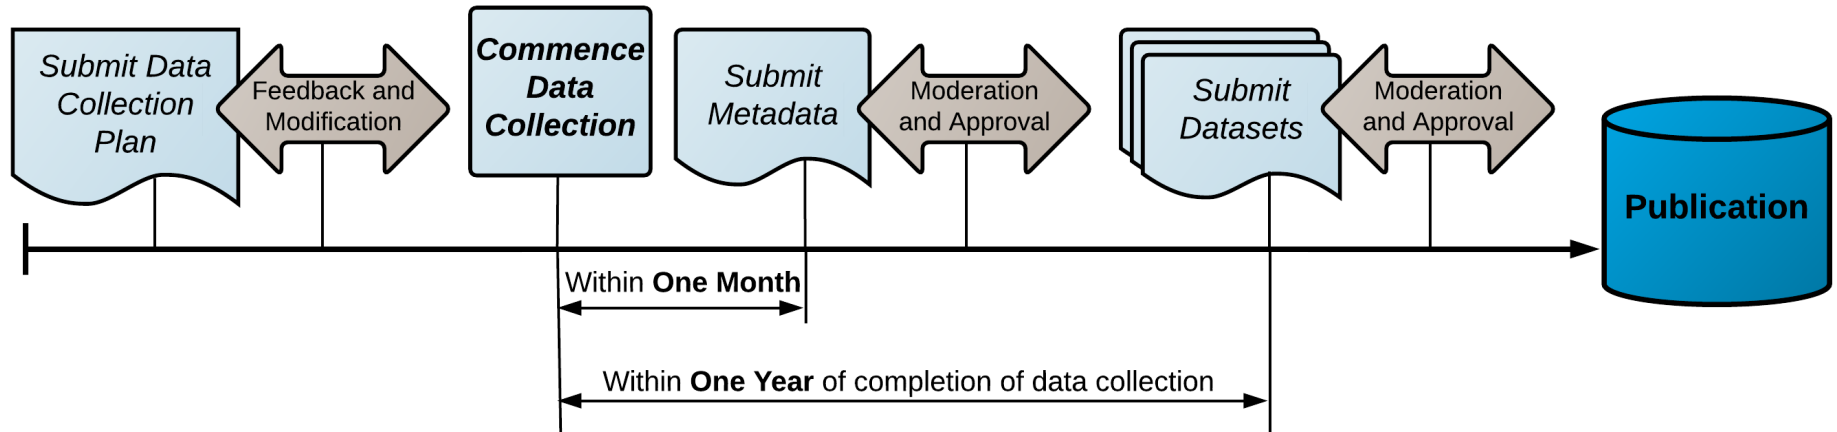 Submit Data
Collection
Plan
Feedback and
Modification
Commence
Data
Collection
Submit
Metadata
Moderation
and Approval
Submit
Datasets
Moderation
and Approval
Publication
Within One Month
Within One Year of completion of data collection